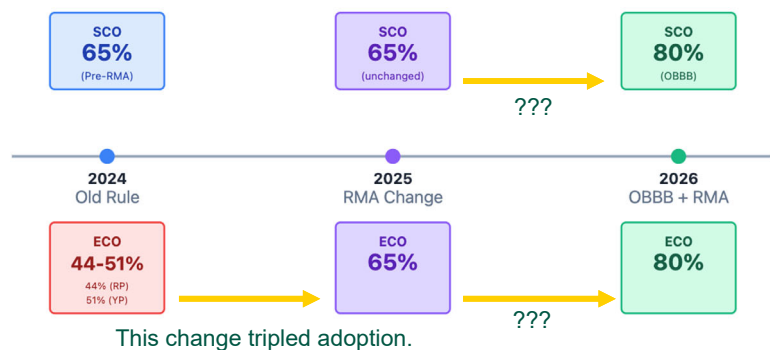 SCO
65%
(Pre-RMA)
SCO
65%
(unchanged)
SCO
80%
(OBBB)
???
2024
Old Rule
2025
RMA Change
2026
OBBB + RMA
ECO
44-51%
44% (RP)
51% (YP)
ECO
65%
ECO
80%
???
This change tripled adoption.